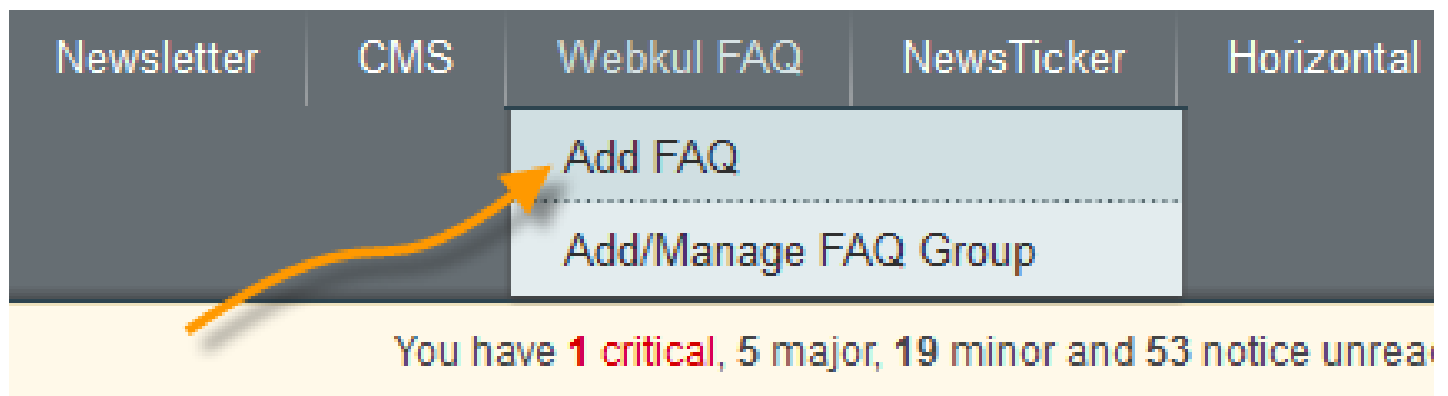 Newsletter CMS Webkul FAQ NewsTicker Horizontal
Add FAQ
Add/Manage FAQ Group
You have 1 critical, 5 major, 19 minor and 53 notice